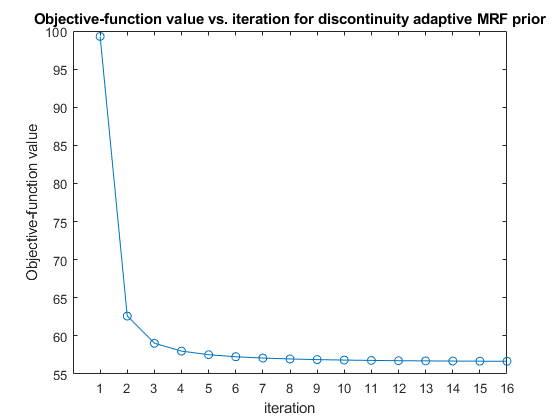 Objective-function value vs. iteration for discontinuity adaptive MRF prior
100
95
90
85
80
75
70
65
60
55
Objective-function value
1 2 3 4 5 6 7 8 9 10 11 12 13 14 15 16
iteration